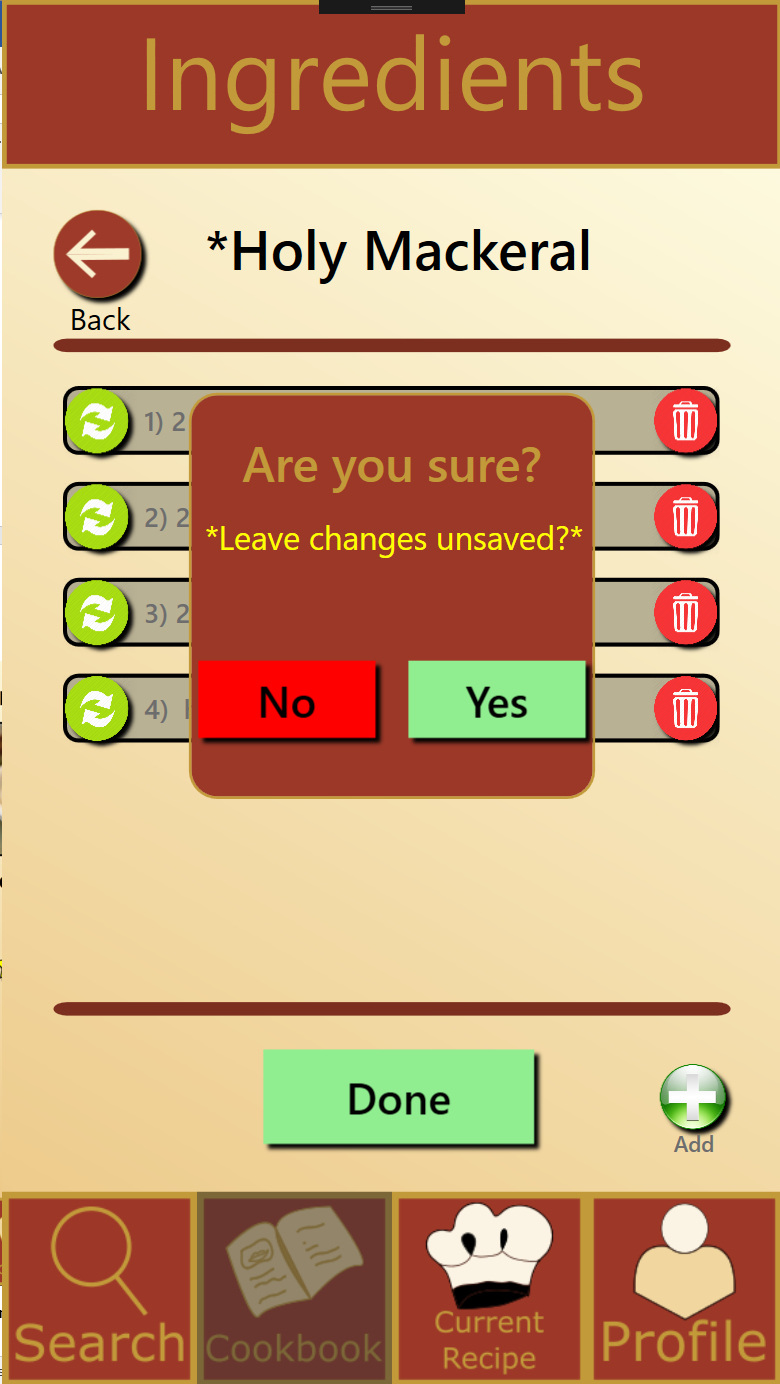 Ingredients
*Holy Mackeral
Back
1) 2
2) 2
3) 2
4)
Are you sure?
*Leave changes unsaved?*
No
Yes
Done
Add
Search
Cookbook
Current
Recipe
Profile